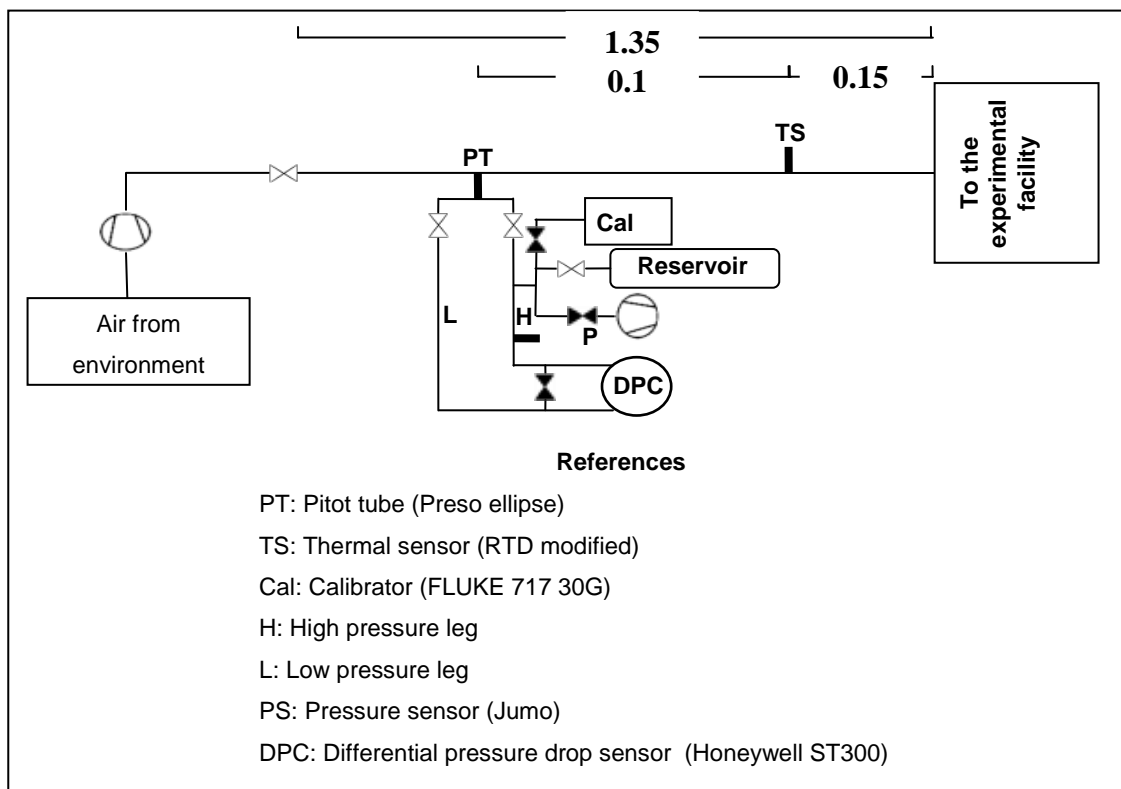 1.35
0.1
0.15
TS
PT
To the
experimental
facility
Cal
Reservoir
L
H
P
Air from
environment
DPC
References
PT: Pitot tube (Preso ellipse)
TS: Thermal sensor (RTD modified)
Cal: Calibrator (FLUKE 717 30G)
H: High pressure leg
L: Low pressure leg
PS: Pressure sensor (Jumo)
DPC: Differential pressure drop sensor (Honeywell ST300)